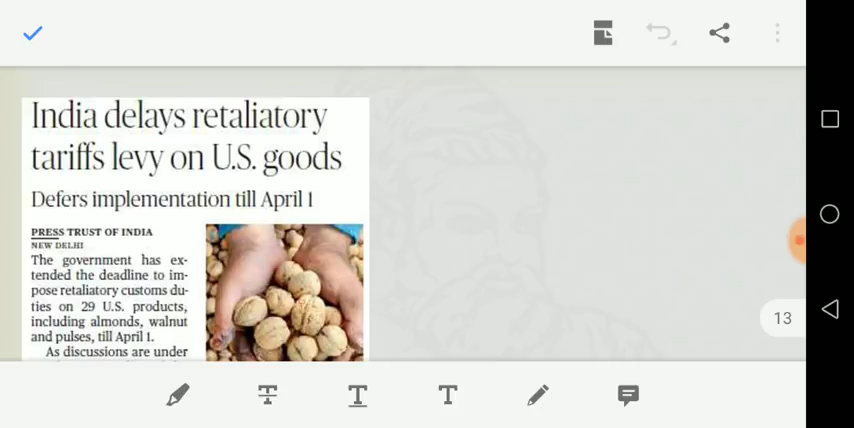 India delays retaliatory
tariffs levy on U.S. goods
Defers implementation till April 1
PRESS TRUST OF INDIA
NEW DELHI
The government has ex-
tended the deadline to im-
pose retaliatory customs du-
ties on 29 U.S. products,
including almonds, walnut
and pulses, till April 1.
As discussions are under
13
T
T
T